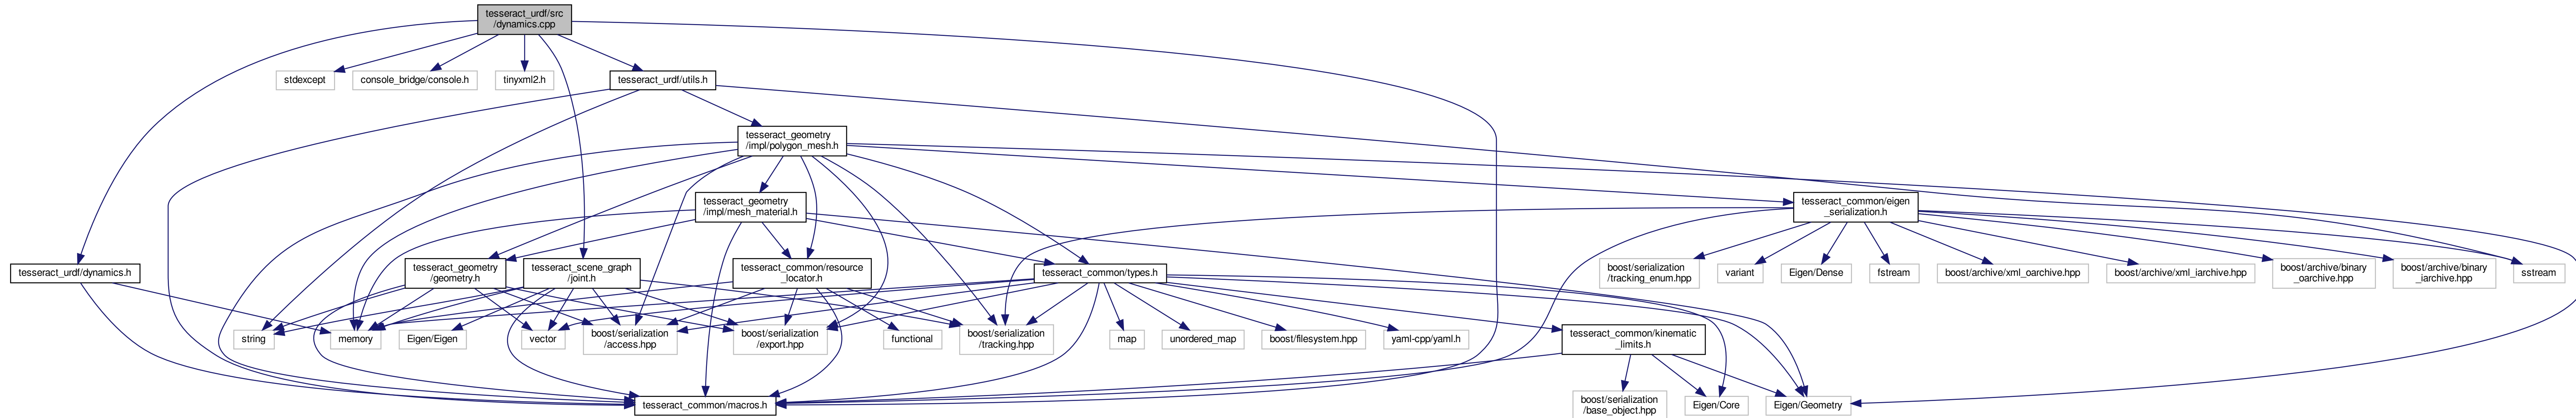 tesseract_urdf/src
/dynamics.cpp
stdexcept
console_bridge/console.h
tinyxml2.h
tesseract_urdf/utils.h
tesseract_geometry
/impl/polygon_mesh.h
tesseract_geometry
/impl/mesh_material.h
tesseract_common/eigen
_serialization.h
tesseract_urdf/dynamics.h
tesseract_geometry
/geometry.h
tesseract_scene_graph
/joint.h
tesseract_common/resource
_locator.h
tesseract_common/types.h
boost/serialization
/tracking_enum.hpp
variant
Eigen/Dense
fstream
boost/archive/xml_oarchive.hpp
boost/archive/xml_iarchive.hpp
boost/archive/binary
_oarchive.hpp
boost/archive/binary
_iarchive.hpp
sstream
string
memory
Eigen/Eigen
vector
boost/serialization
/access.hpp
boost/serialization
/export.hpp
functional
boost/serialization
/tracking.hpp
map
unordered_map
boost/filesystem.hpp
yaml-cpp/yaml.h
tesseract_common/kinematic
_limits.h
tesseract_common/macros.h
boost/serialization
/base_object.hpp
Eigen/Core
Eigen/Geometry